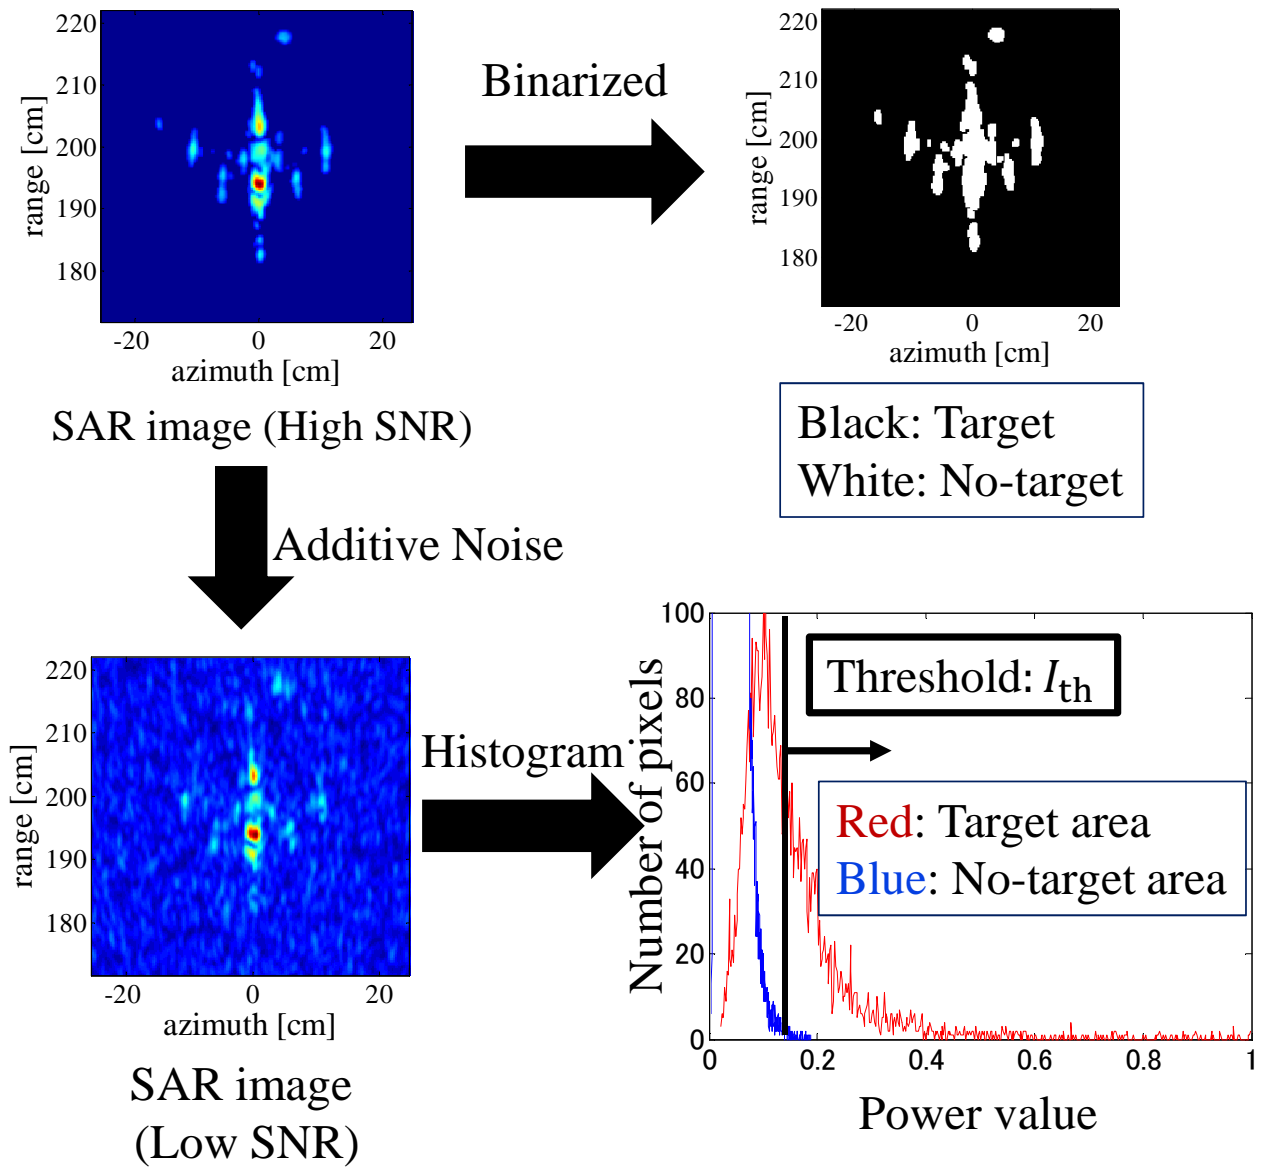 220
210
200
190
180
range [cm]
-20 0 20
azimuth [cm]
SAR image (High SNR)
Binarized
220
210
200
190
180
range [cm]
-20 0 20
azimuth [cm]
Black: Target
White: No-target
Additive Noise
220
210
200
190
180
range [cm]
-20 0 20
azimuth [cm]
SAR image
(Low SNR)
Histogram
100
80
60
40
20
0
Number of pixels
Threshold: I_th
Red: Target area
Blue: No-target area
0 0.2 0.4 0.6 0.8 1
Power value